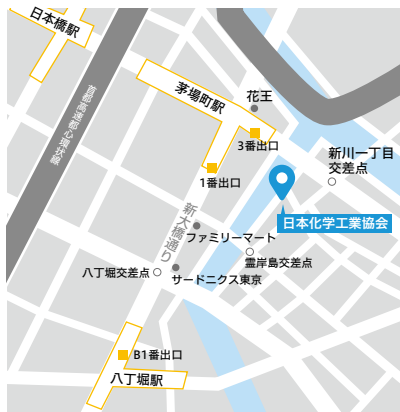 日本橋駅
首都高速都心環状線
茅場町駅
花王
3番出口
1番出口
新川一丁目
交差点
日本化学工業協会
新大橋通り
ファミリーマート
霊岸島交差点
八丁堀交差点
サードニクス東京
B1番出口
八丁堀駅